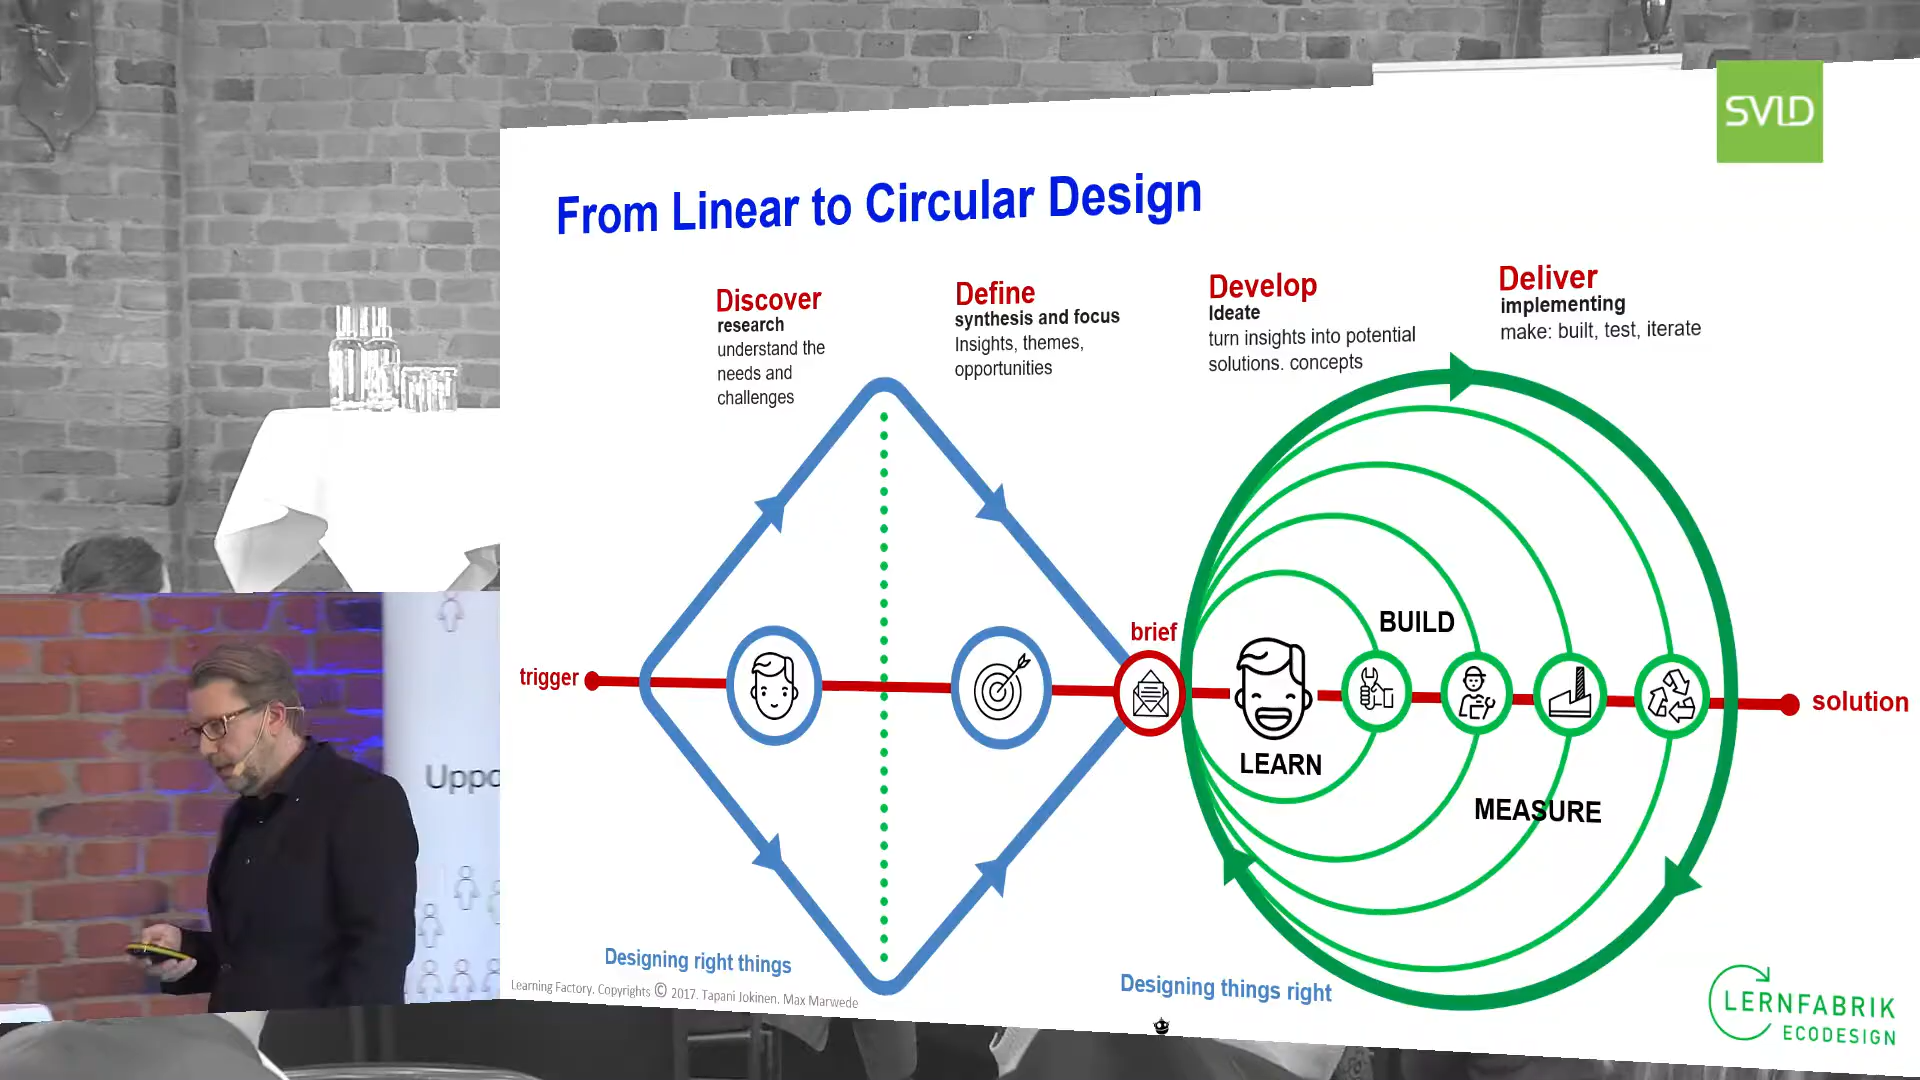 SVID
From Linear to Circular Design
Discover
research
understand the
needs and
challenges
Define
synthesis and focus
Insights, themes,
opportunities
Develop
Ideate
turn insights into potential
solutions. concepts
Deliver
implementing
make: built, test, iterate
trigger
brief
BUILD
LEARN
MEASURE
solution
Designing right things
Designing things right
Learning Factory. Copyrights © 2017. Tapani Jokinen. Max Marwede
LERNFABRIK
ECODESIGN
Uppo